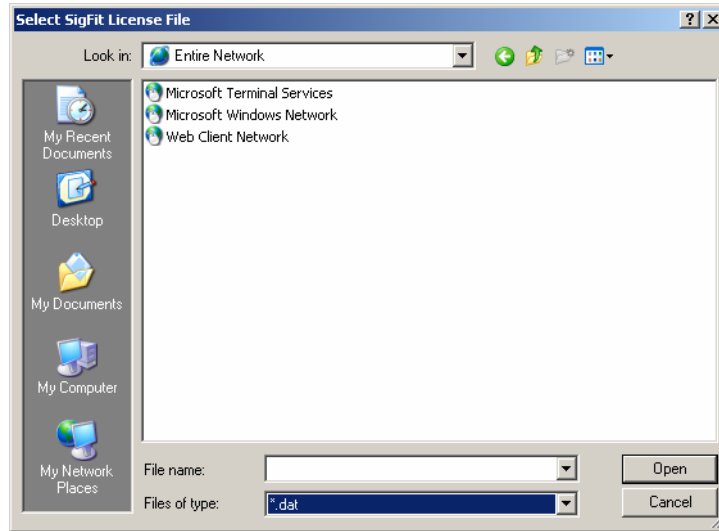 Select SigFit License File
Look in: Entire Network
Microsoft Terminal Services
Microsoft Windows Network
Web Client Network
My Recent
Documents
Desktop
My Documents
My Computer
My Network
Places
File name:
Open
Files of type: *.dat
Cancel